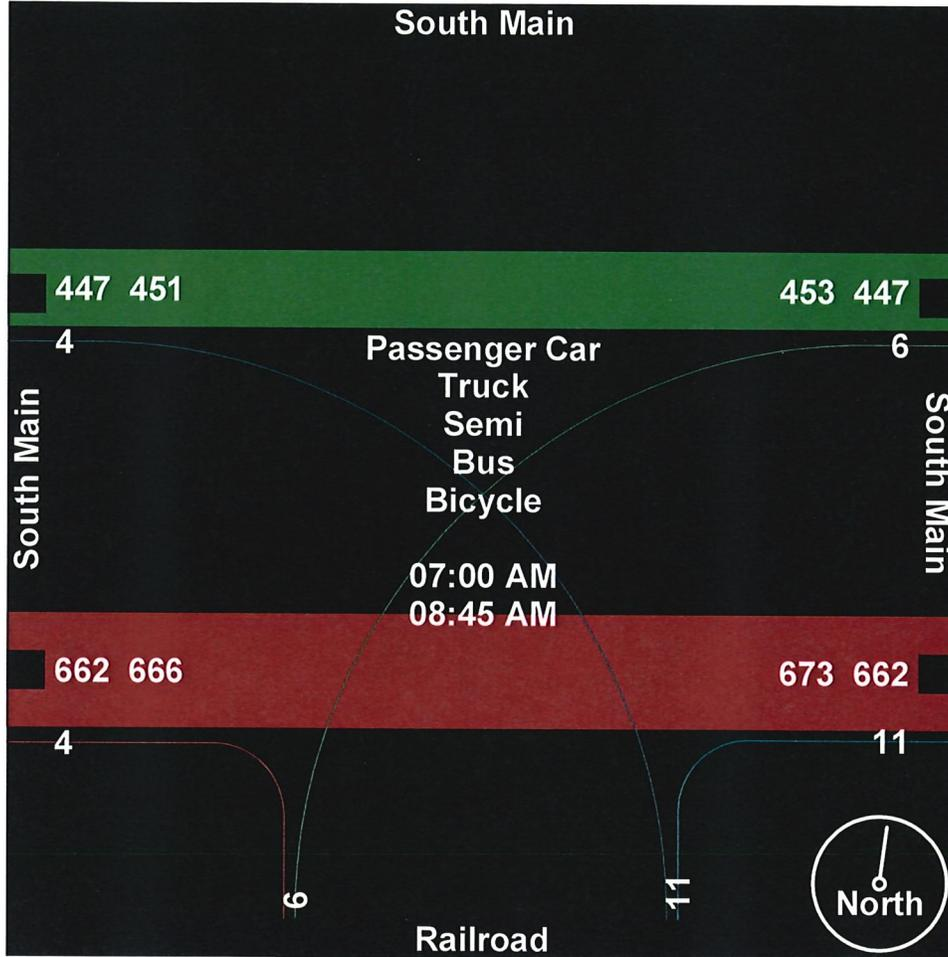 South Main
447 451
453 447
4
6
Passenger Car
Truck
Semi
Bus
Bicycle
South Main
South Main
07:00 AM
08:45 AM
662 666
673 662
4
11
6
11
North
Railroad